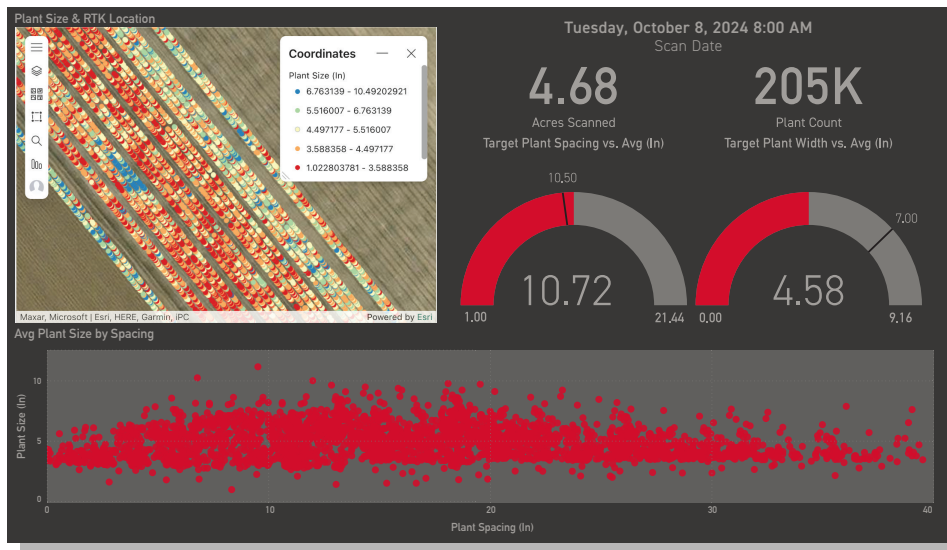 Plant Size & RTK Location
Coordinates
Plant Size (In)
6.763139 - 10.49202921
5.516007 - 6.763139
4.497177 - 5.516007
3.588358 - 4.497177
1.022803781 - 3.588358
Maxar, Microsoft | Esri, HERE, Garmin, iPC
Powered by Esri
Tuesday, October 8, 2024 8:00 AM
Scan Date
4.68
Acres Scanned
205K
Plant Count
Target Plant Spacing vs. Avg (In)
10.50
10.72
1.00
21.44
Target Plant Width vs. Avg (In)
7.00
4.58
0.00
9.16
Avg Plant Size by Spacing
Plant Size (In)
10
5
0
0
10
20
30
40
Plant Spacing (In)